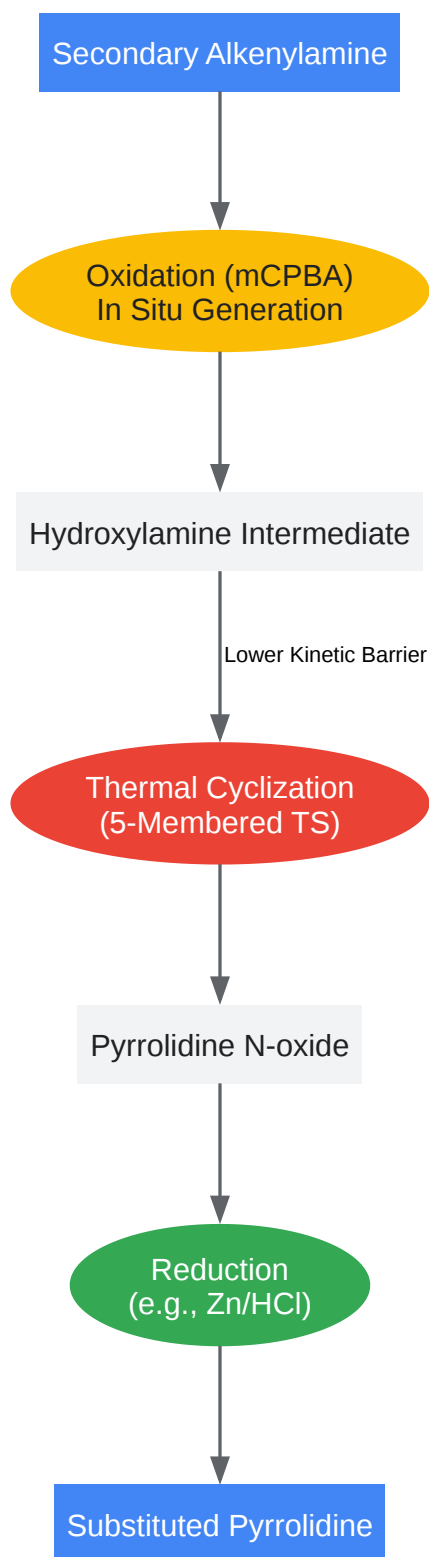 Secondary Alkenylamine
Oxidation (mCPBA)
In Situ Generation
Hydroxylamine Intermediate
Lower Kinetic Barrier
Thermal Cyclization
(5-Membered TS)
Pyrrolidine N-oxide
Reduction
(e.g., Zn/HCl)
Substituted Pyrrolidine